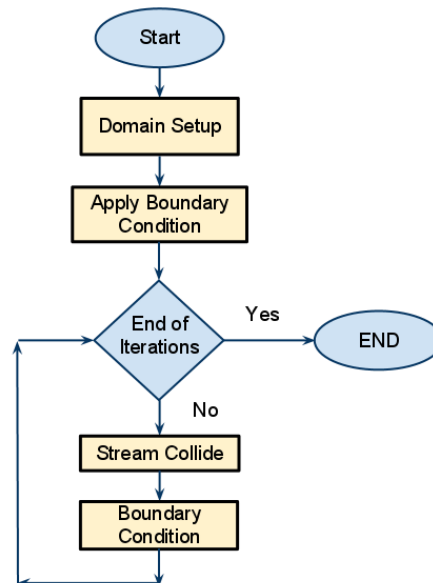 Start
Domain Setup
Apply Boundary
Condition
End of
Iterations
Yes
END
No
Stream Collide
Boundary
Condition